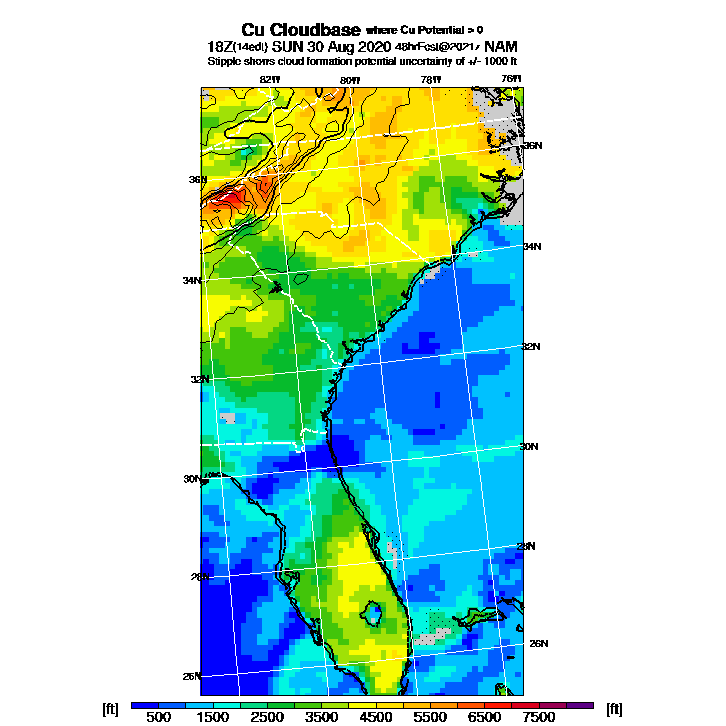 Cu Cloudbase where Cu Potential > 0
18Z(14edt) SUN 30 Aug 2020 48hrFcst@2021z NAM
Stipple shows cloud formation potential uncertainty of +/- 1000 ft
82W 80W 78W 76W
36N
36N
34N
34N
32N
32N
30N
30N
28N
28N
26N
26N
[ft] 500 1500 2500 3500 4500 5500 6500 7500 [ft]